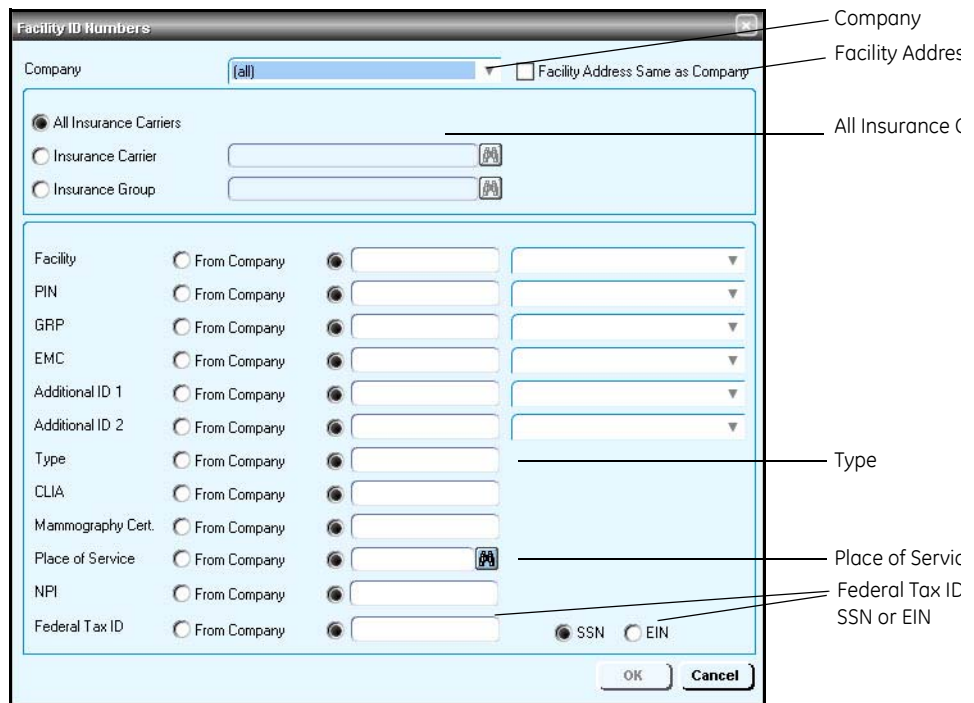 Facility ID Numbers
Company
(all)
Facility Address Same as Company
All Insurance Carriers
Insurance Carrier
Insurance Group
Facility From Company
PIN From Company
GRP From Company
EMC From Company
Additional ID 1 From Company
Additional ID 2 From Company
Type From Company
CLIA From Company
Mammography Cert. From Company
Place of Service From Company
NPI From Company
Federal Tax ID From Company SSN EIN
OK Cancel
Company
Facility Addres
All Insurance
Type
Place of Servic
Federal Tax ID
SSN or EIN